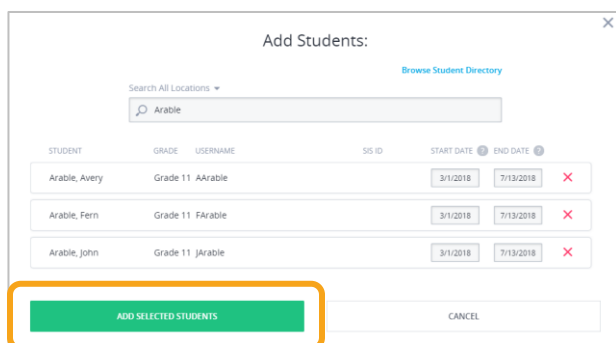 Add Students:
Browse Student Directory
Search All Locations
Arable
STUDENT GRADE USERNAME SIS ID START DATE ? END DATE ?
Arable, Avery Grade 11 AArable 3/1/2018 7/13/2018
Arable, Fern Grade 11 FArable 3/1/2018 7/13/2018
Arable, John Grade 11 JArable 3/1/2018 7/13/2018
ADD SELECTED STUDENTS CANCEL